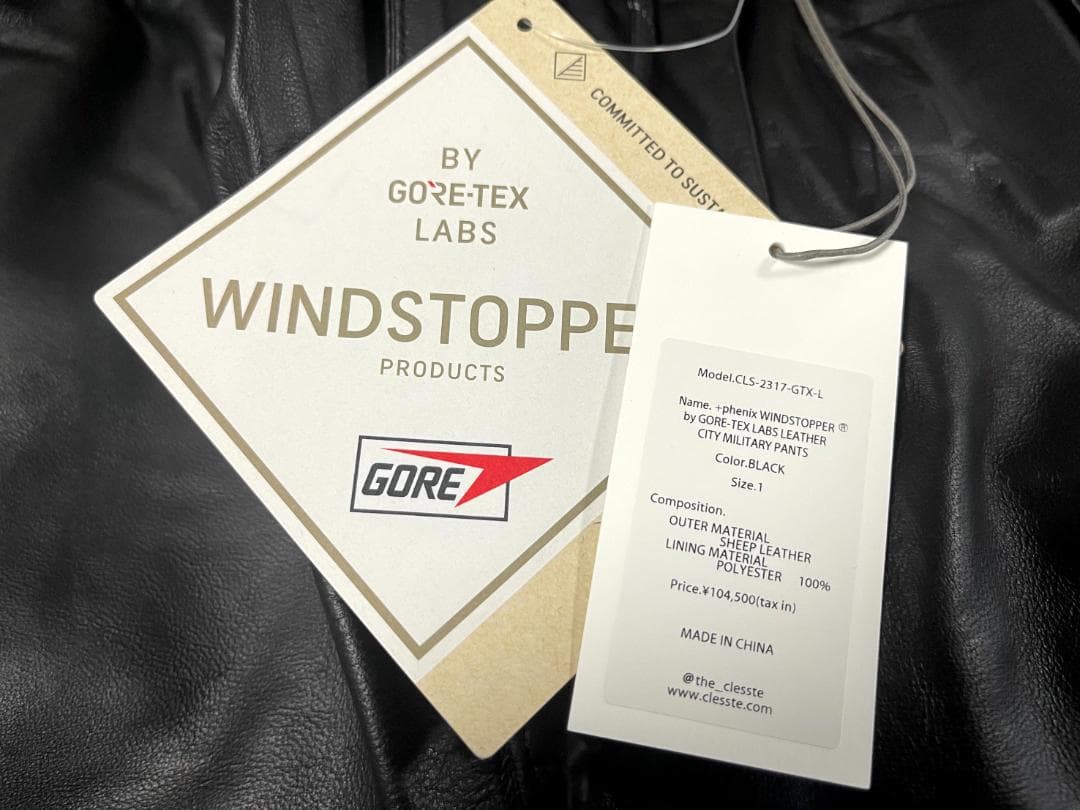 COMMITTED TO
BY
GORE-TEX
LABS
WINDSTOPPE
PRODUCTS
GORE
Model.CLS-2317-GTX-L
Name. +phenix WINDSTOPPER ®
by GORE-TEX LABS LEATHER
CITY MILITARY PANTS
Color.BLACK
Size.1
Composition.
OUTER MATERIAL
SHEEP LEATHER
LINING MATERIAL
POLYESTER 100%
Price.¥104,500(tax in)
MADE IN CHINA
@the_clesste
www.clesste.com